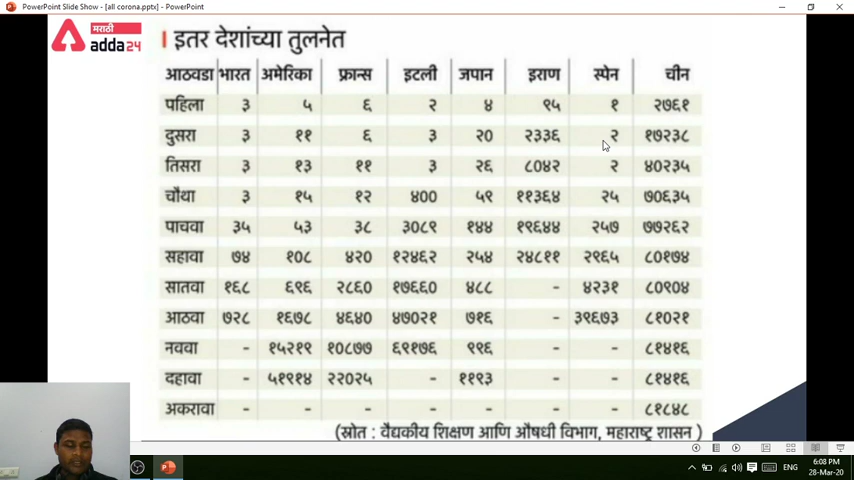 PowerPoint Slide Show - [all corona.pptx] - PowerPoint
मराठी
adda24
इतर देशांच्या तुलनेत
आठवडा भारत अमेरिका फ्रान्स इटली जपान इराण स्पेन चीन
पहिला ३ ५ ६ २ ४ ९५ १ २७६१
दुसरा ३ ११ ६ ३ २० २३३६ २ १७२३८
तिसरा ३ १३ ११ ३ २६ ८०४२ २ ४०२३५
चौथा ३ १५ १२ ४०० ५९ ११३६४ २५ ७०६३५
पाचवा ३५ ५३ ३८ ३०८९ १४४ १९६४४ २५७ ७७२६२
सहावा ७४ १०८ ४२० १२४६२ २५४ २४८११ २९६५ ८०१७४
सातवा १६८ ६९६ २८६० १७६६० ४८८ - ४२३१ ८०९०४
आठवा ७२८ १६७८ ४६४० ४७०२१ ७१६ - ३९६७३ ८१०२१
नववा - १५२१९ १०८७७ ६९१७६ ९९६ - - ८१४१६
दहावा - ५१९१४ २२०२५ - ११९३ - - ८१४१६
अकरावा - - - - - - - ८१८४८
(स्रोत : वैद्यकीय शिक्षण आणि औषधी विभाग, महाराष्ट्र शासन )
ENG
6:08 PM
28-Mar-20